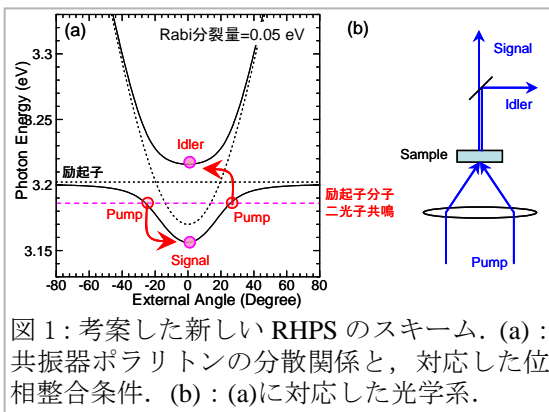 (a)
Rabi分裂量=0.05 eV
(b)
3.3
3.25
3.2
3.15
Photon Energy (eV)
Idler
励起子
Pump
Pump
Signal
励起子分子
二光子共鳴
-80 -60 -40 -20 0 20 40 60 80
External Angle (Degree)
Signal
Idler
Sample
Pump
図 1 : 考案した新しい RHPS のスキーム. (a) :
共振器ポラリトンの分散関係と，対応した位
相整合条件. (b) : (a)に対応した光学系.